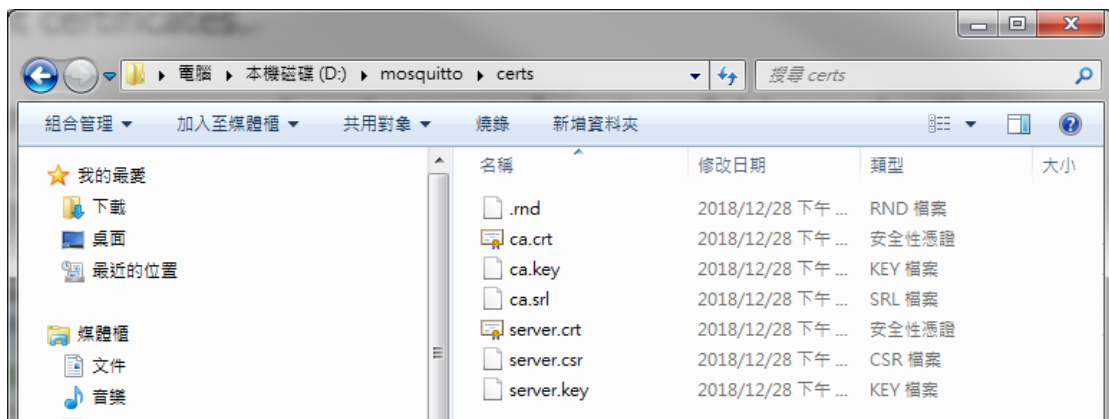 t certificates.
電腦 ▸ 本機磁碟 (D:) ▸ mosquitto ▸ certs
搜尋 certs
組合管理 ▼ 加入至媒體櫃 ▼ 共用對象 ▼ 燒錄 新增資料夾
我的最愛
下載
桌面
最近的位置
媒體櫃
文件
音樂
名稱 修改日期 類型 大小
.rnd 2018/12/28 下午 ... RND 檔案
ca.crt 2018/12/28 下午 ... 安全性憑證
ca.key 2018/12/28 下午 ... KEY 檔案
ca.srl 2018/12/28 下午 ... SRL 檔案
server.crt 2018/12/28 下午 ... 安全性憑證
server.csr 2018/12/28 下午 ... CSR 檔案
server.key 2018/12/28 下午 ... KEY 檔案